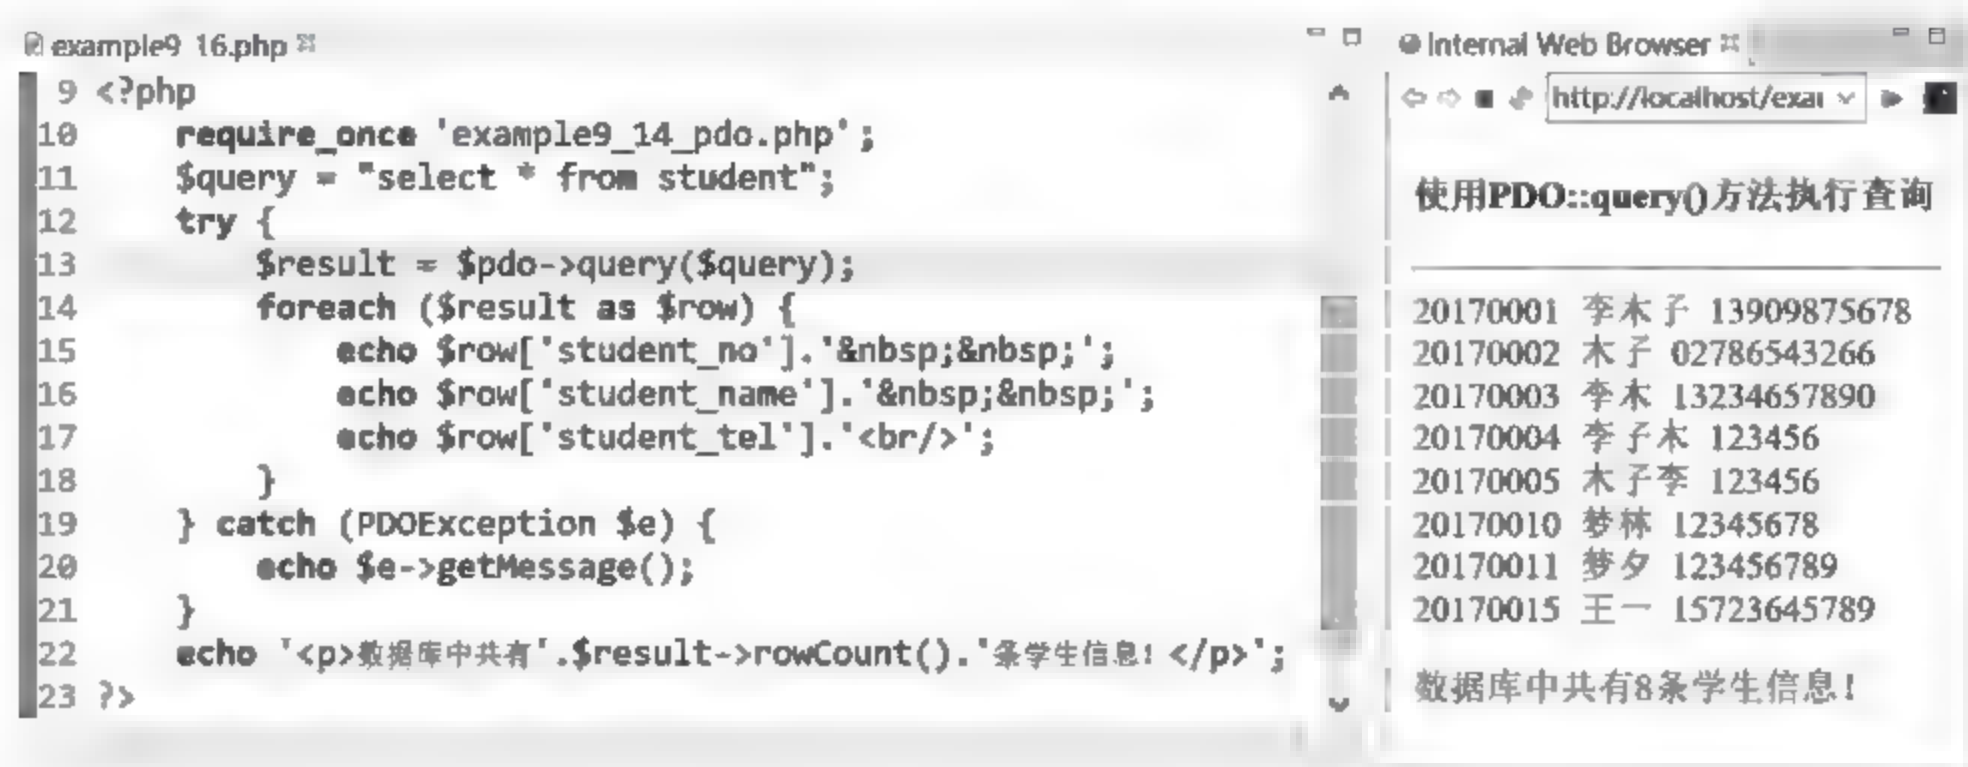 example9_16.php
9 <?php
10 require_once 'example9_14_pdo.php';
11 $query = "select * from student";
12 try {
13 $result = $pdo->query($query);
14 foreach ($result as $row) {
15 echo $row['student_no'].'&nbsp;&nbsp;';
16 echo $row['student_name'].'&nbsp;&nbsp;';
17 echo $row['student_tel'].'<br/>';
18 }
19 } catch (PDOException $e) {
20 echo $e->getMessage();
21 }
22 echo '<p>数据库中共有'.$result->rowCount().'条学生信息!</p>';
23 ?>
Internal Web Browser
http://localhost/exai
使用PDO::query()方法执行查询
20170001 李木子 13909875678
20170002 木子 02786543266
20170003 李木 13234657890
20170004 李子木 123456
20170005 木子李 123456
20170010 梦林 12345678
20170011 梦夕 123456789
20170015 王一 15723645789
数据库中共有8条学生信息!